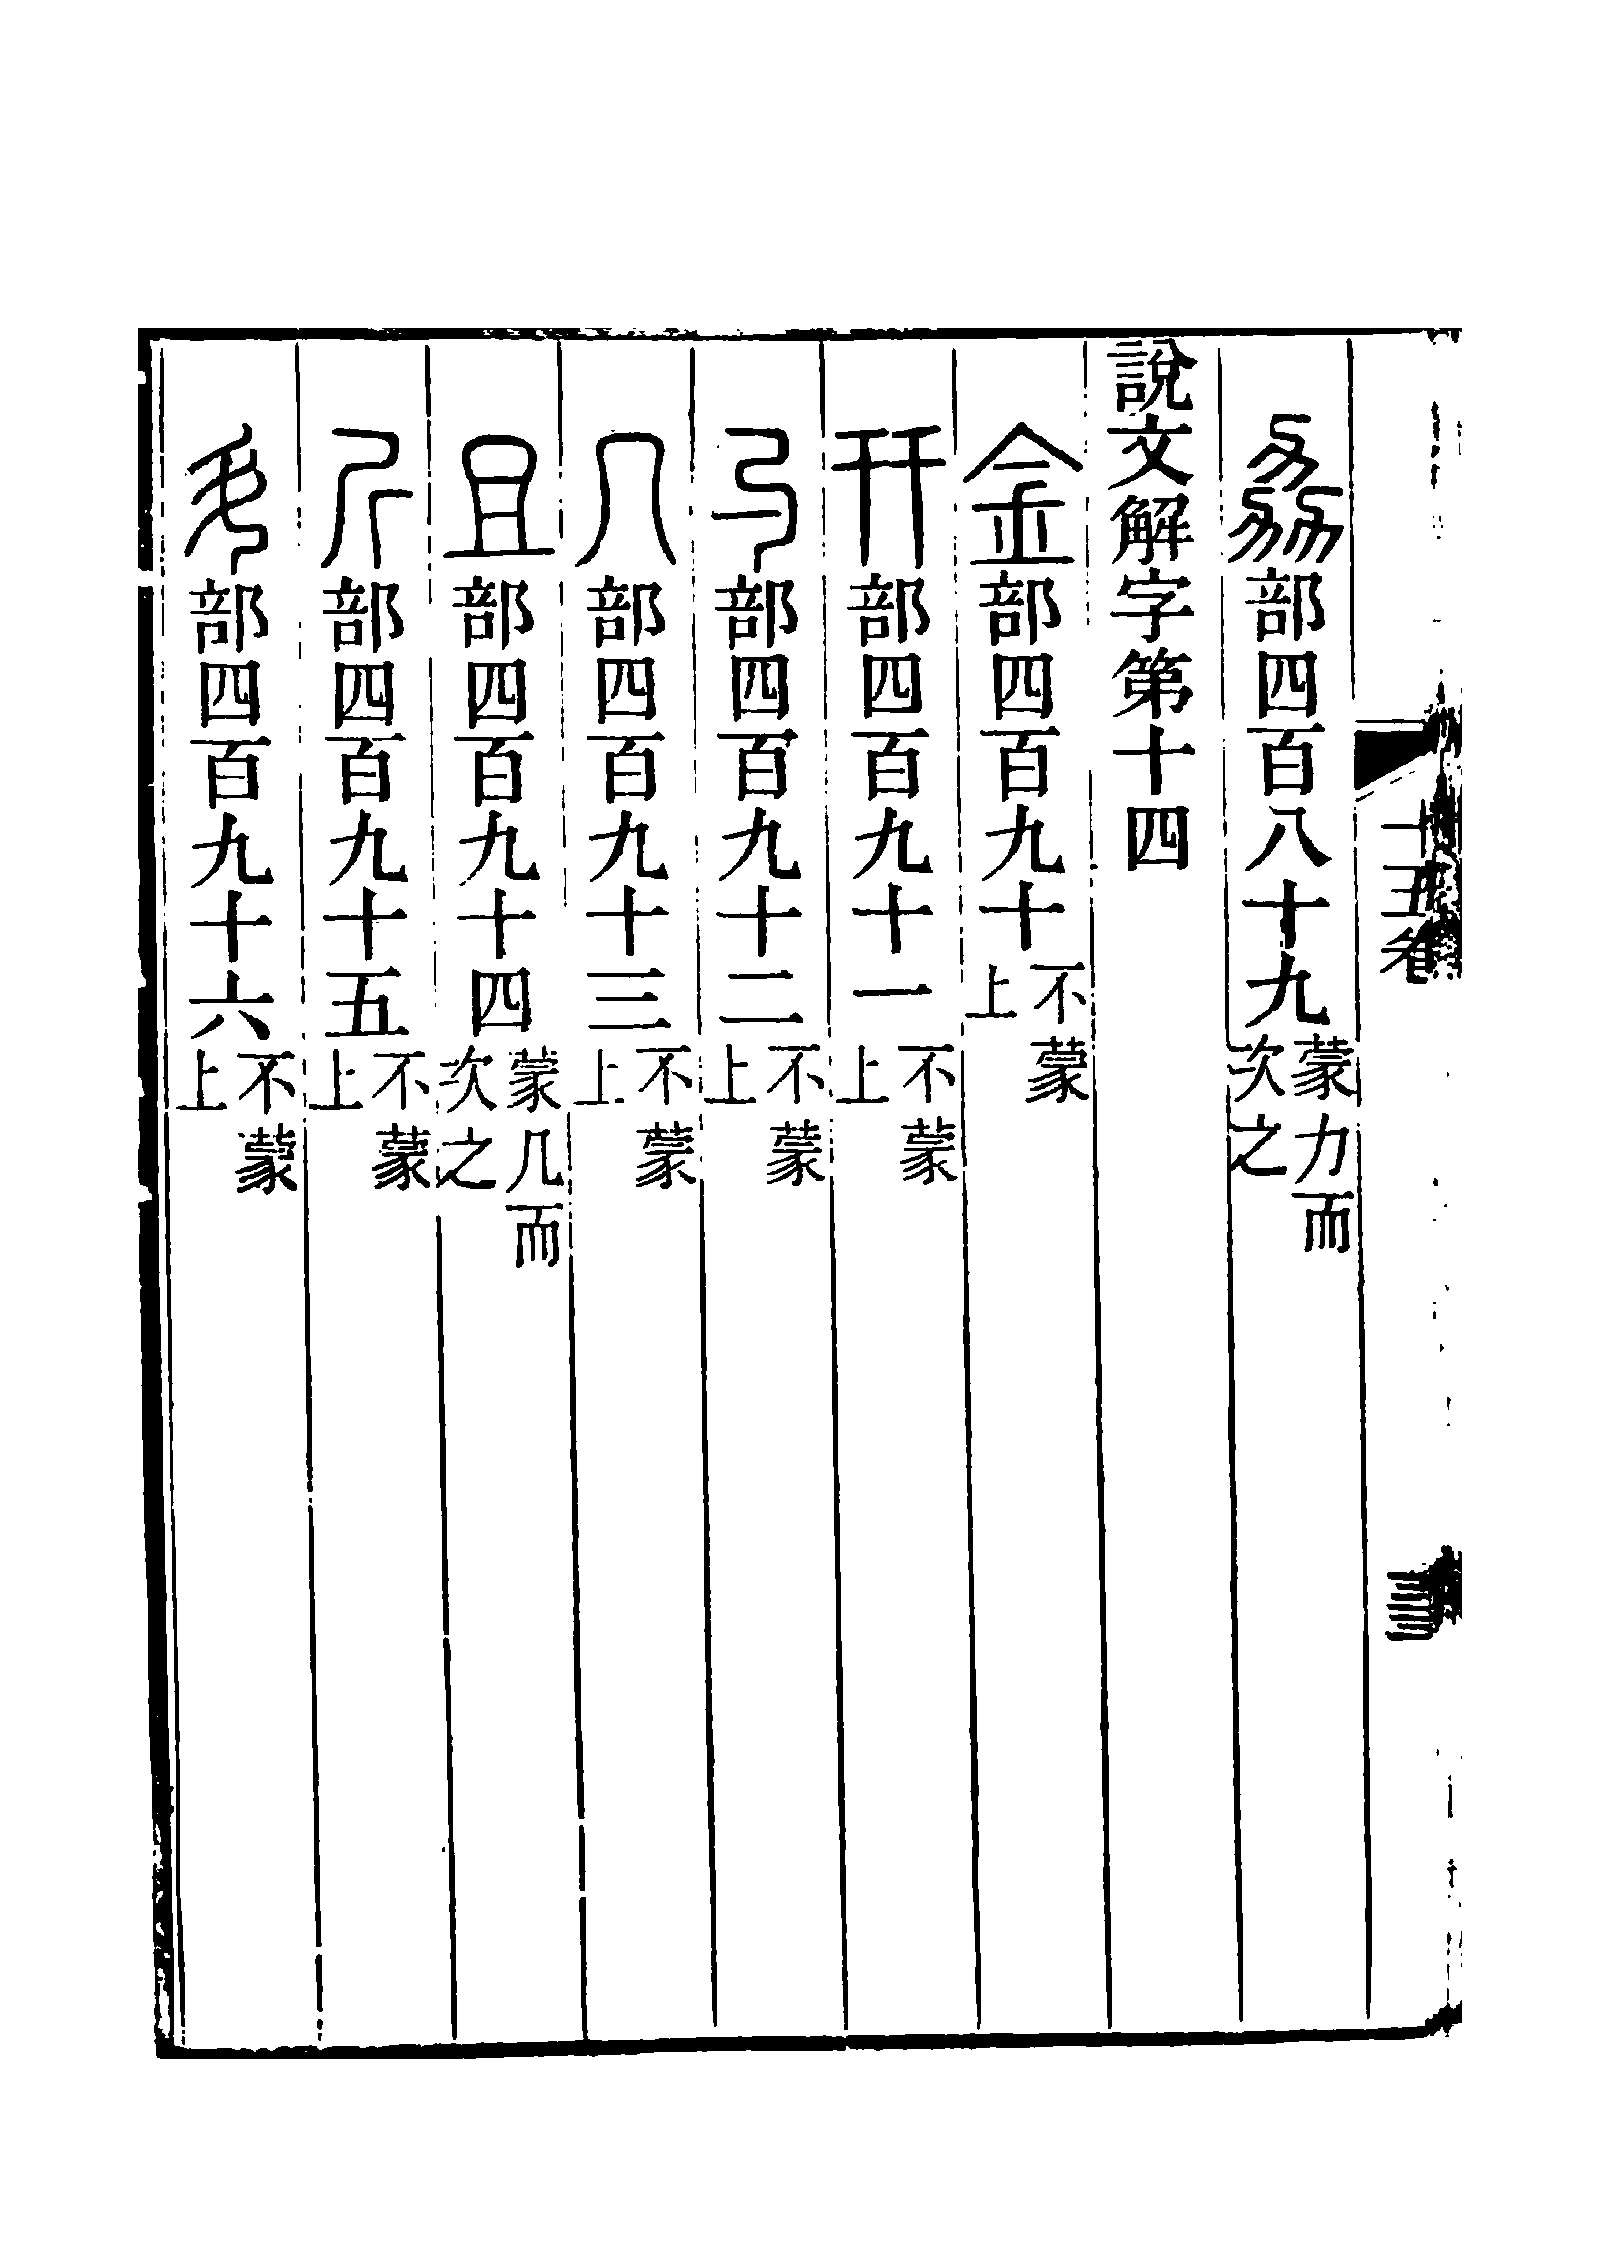 劦部四百八十九蒙力而次之
說文解字第十四
金部四百九十不蒙上
幵部四百九十一不蒙上
勺部四百九十二不蒙上
几部四百九十三不蒙上
且部四百九十四蒙几而次之
斤部四百九十五不蒙上
矛部四百九十六不蒙上
十五卷